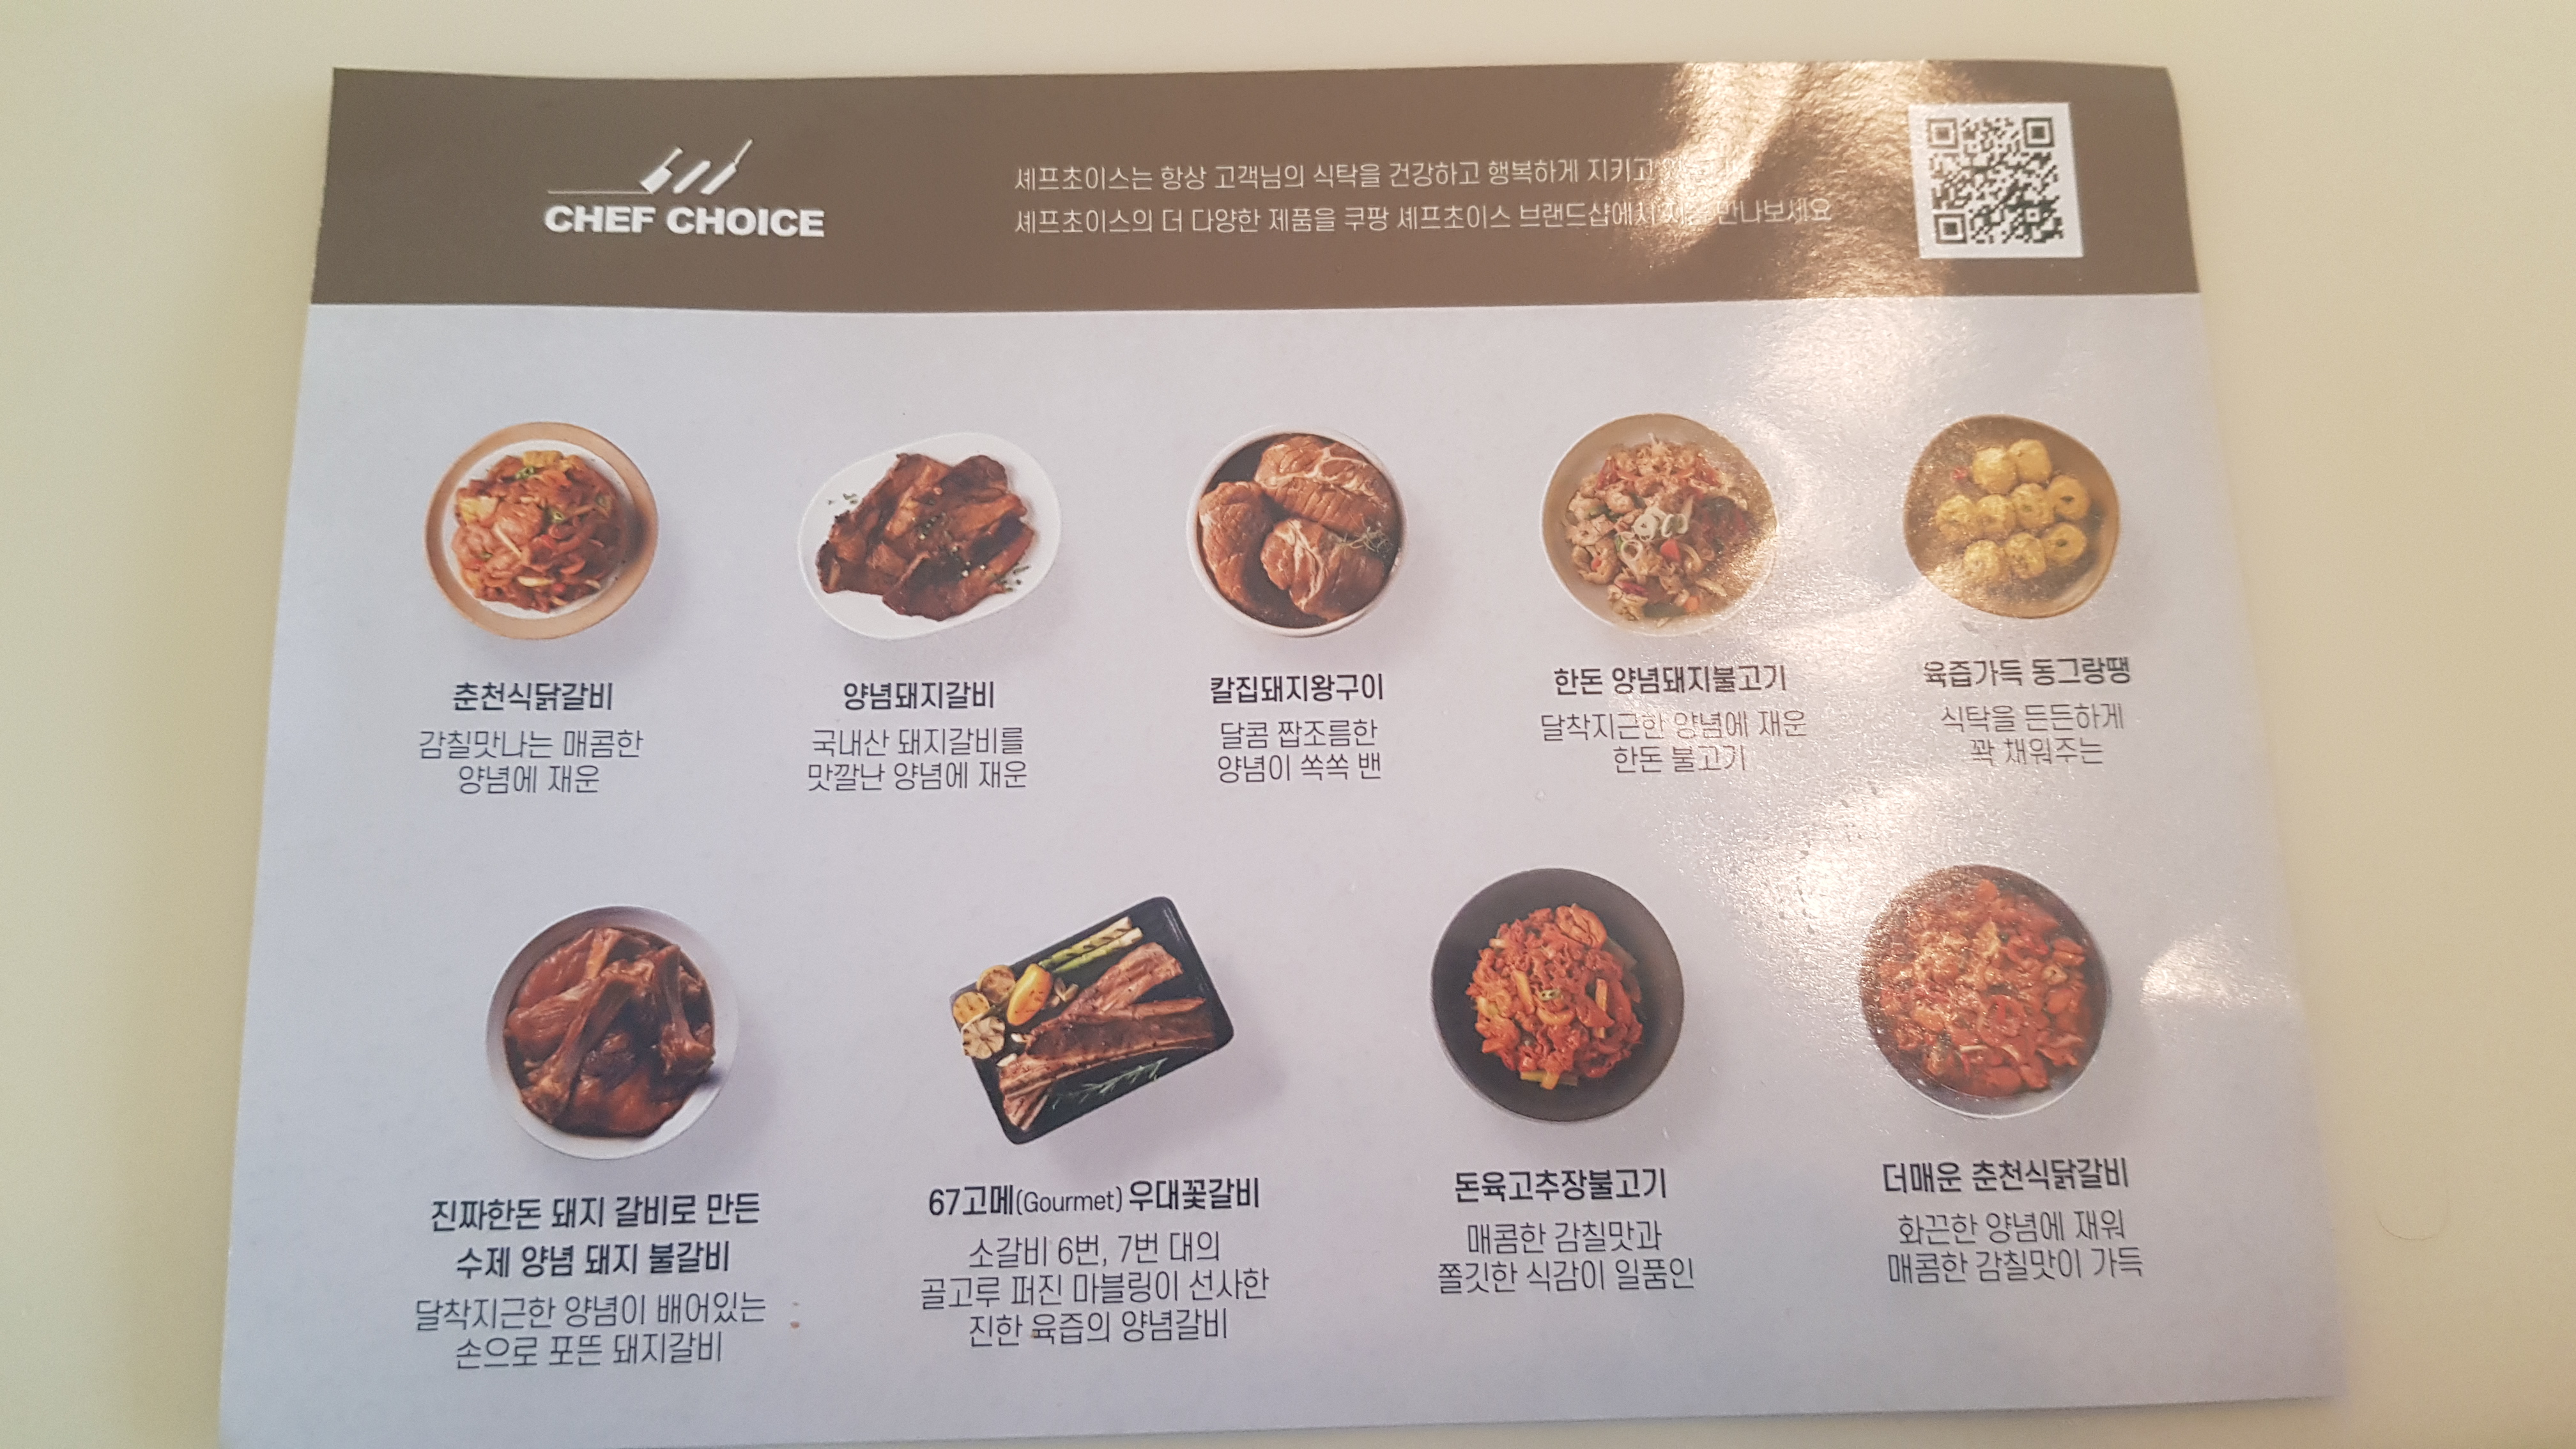 CHEF CHOICE
셰프초이스는 항상 고객님의 식탁을 건강하고 행복하게 지키고
셰프초이스의 더 다양한 제품을 쿠팡 셰프초이스 브랜드샵에서 만나보세요
춘천식닭갈비
감칠맛나는 매콤한
양념에 재운
양념돼지갈비
국내산 돼지갈비를
맛깔난 양념에 재운
칼집돼지왕구이
달콤 짭조름한
양념이 쏙쏙 밴
한돈 양념돼지불고기
달착지근한 양념에 재운
한돈 불고기
육즙가득 동그랑땡
식탁을 든든하게
꽉 채워주는
진짜한돈 돼지 갈비로 만든
수제 양념 돼지 불갈비
달착지근한 양념이 배어있는
손으로 포뜬 돼지갈비
67고메(Gourmet) 우대꽃갈비
소갈비 6번, 7번 대의
골고루 퍼진 마블링이 선사한
진한 육즙의 양념갈비
돈육고추장불고기
매콤한 감칠맛과
쫄깃한 식감이 일품인
더매운 춘천식닭갈비
화끈한 양념에 재워
매콤한 감칠맛이 가득